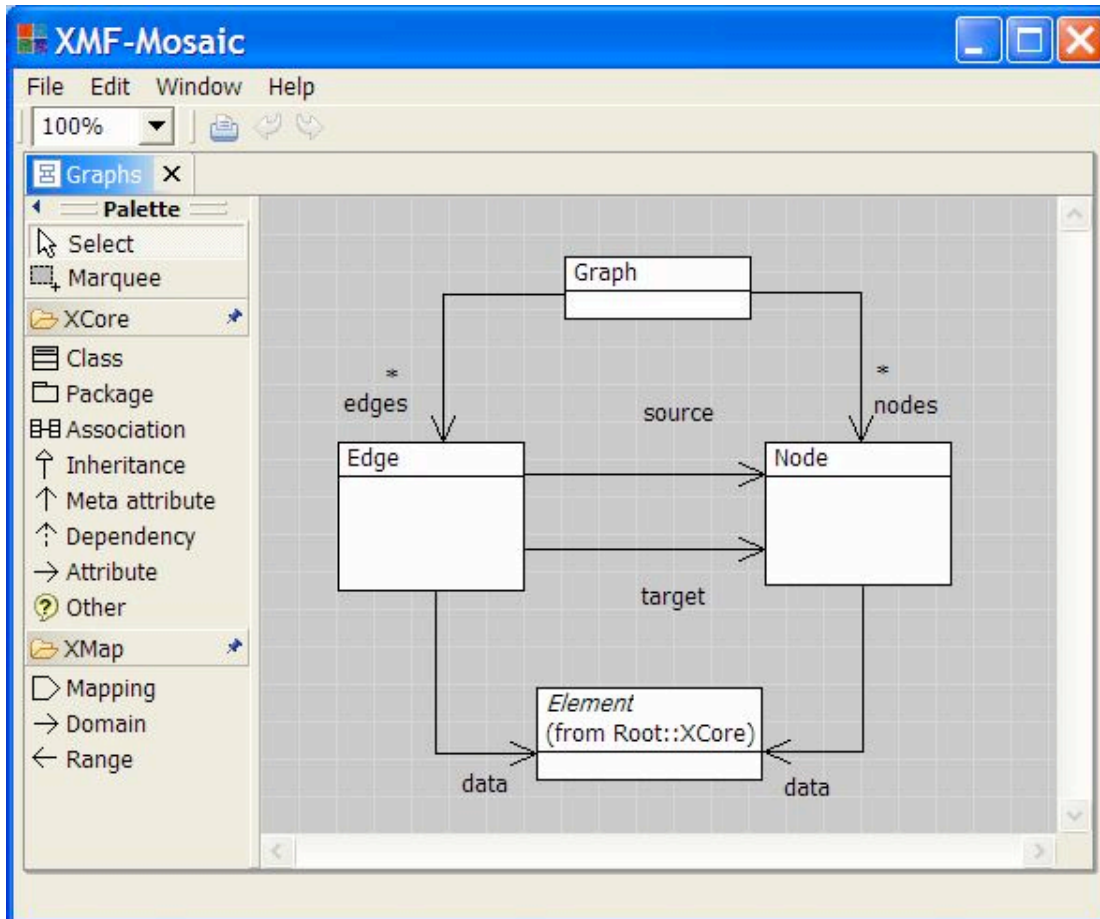 XMF-Mosaic
File Edit Window Help
100%
Graphs
Palette
Select
Marquee
XCore
Class
Package
Association
Inheritance
Meta attribute
Dependency
Attribute
Other
XMap
Mapping
Domain
Range
Graph
*
edges
source
*
nodes
Edge
Node
target
Element
(from Root::XCore)
data
data